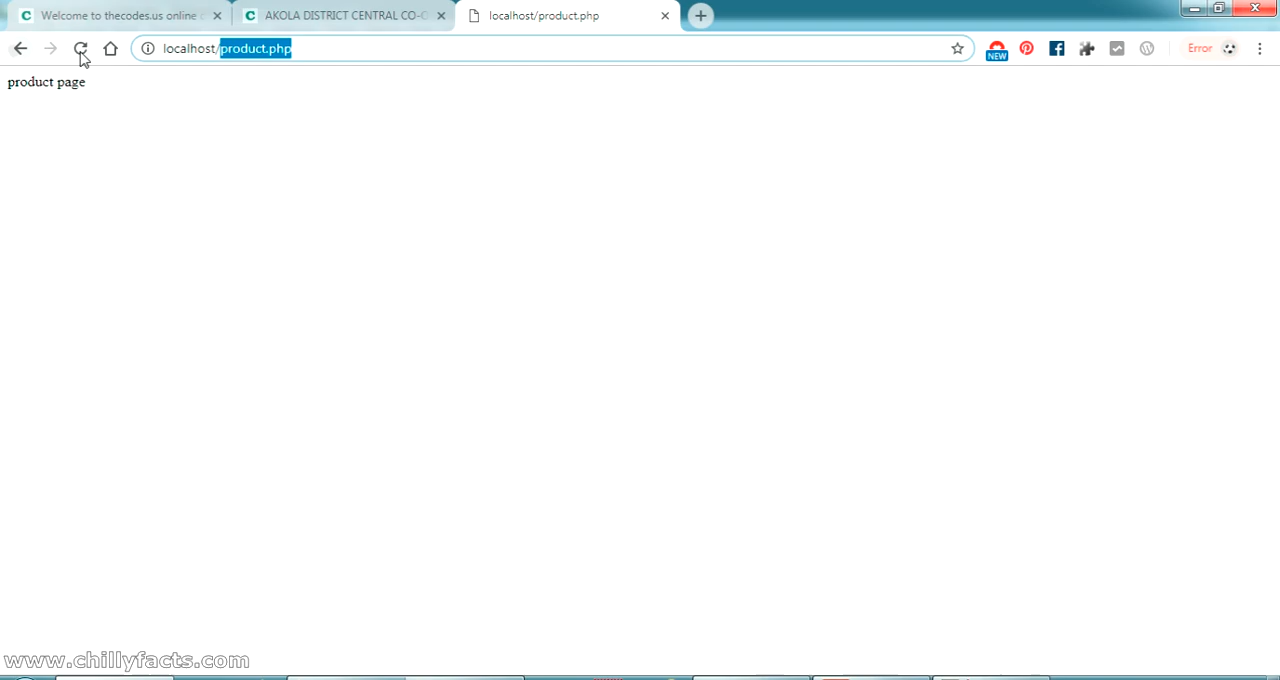 Welcome to thecodes.us online
AKOLA DISTRICT CENTRAL CO-O
localhost/product.php
localhost/product.php
NEW
Error
product page
www.chillyfacts.com